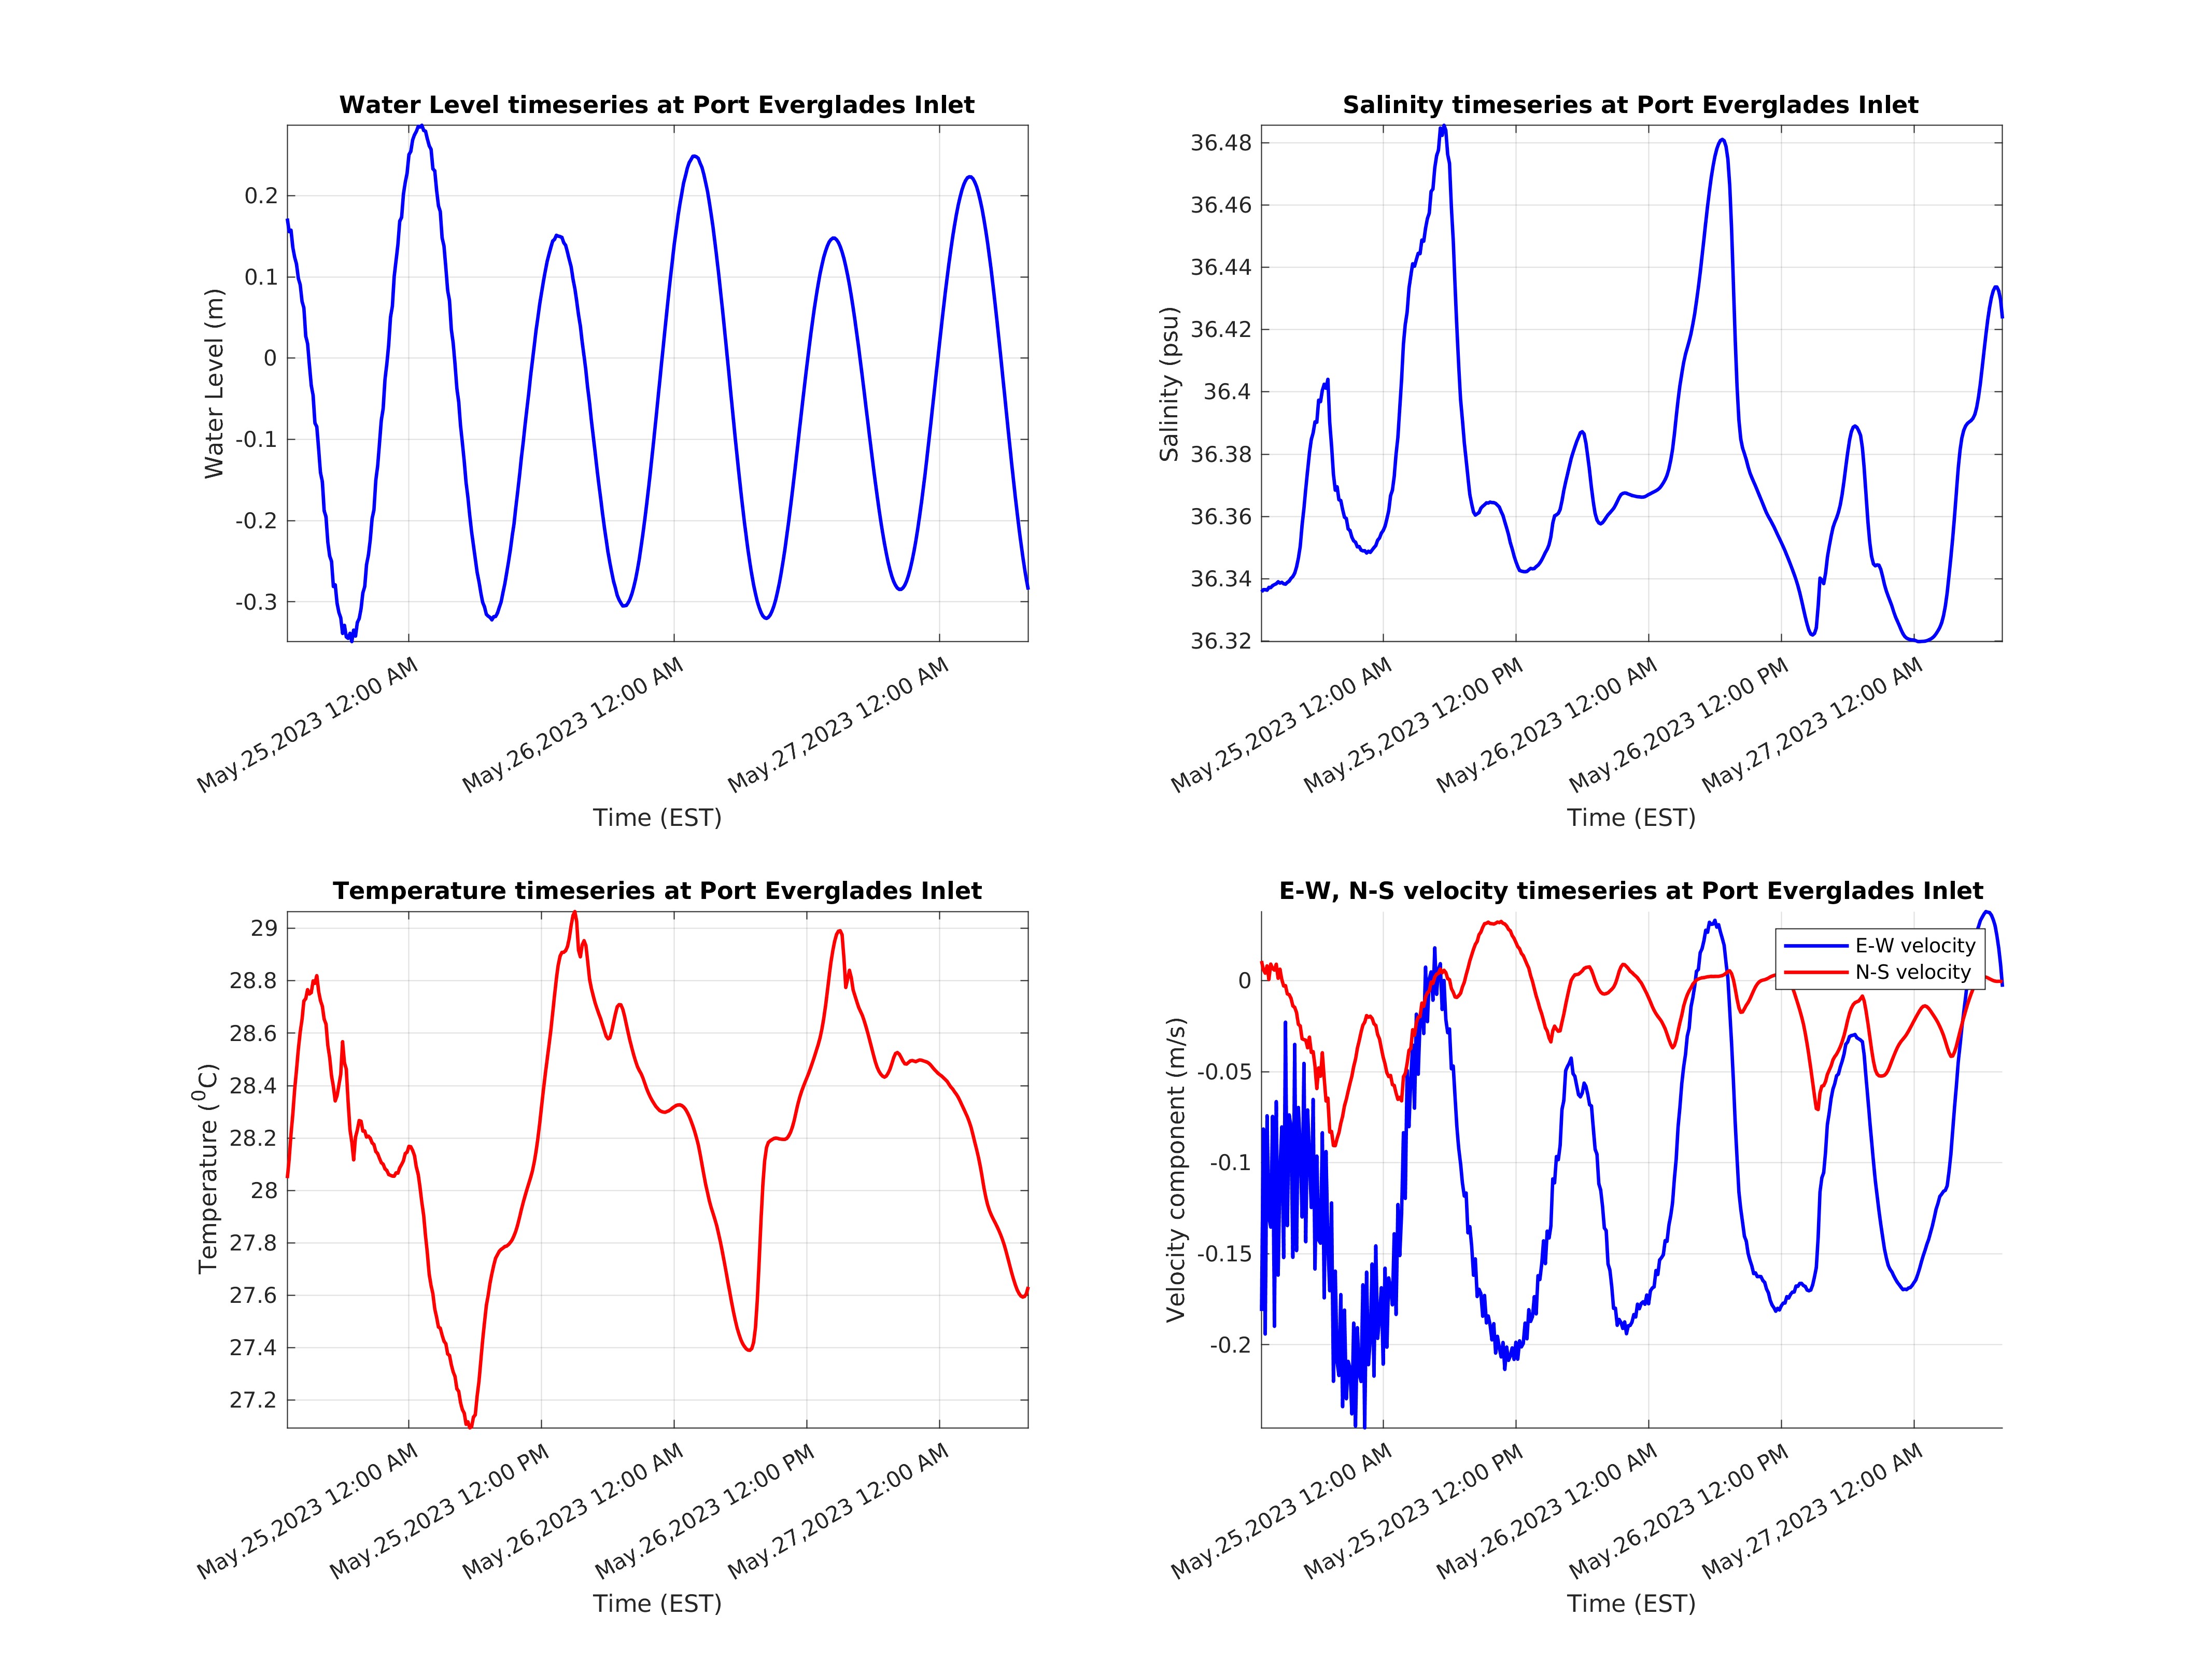 Water Level timeseries at Port Everglades Inlet
Water Level (m)
0.2
0.1
0
-0.1
-0.2
-0.3
May.25,2023 12:00 AM
May.26,2023 12:00 AM
May.27,2023 12:00 AM
Time (EST)
Salinity timeseries at Port Everglades Inlet
Salinity (psu)
36.48
36.46
36.44
36.42
36.4
36.38
36.36
36.34
36.32
May.25,2023 12:00 AM
May.25,2023 12:00 PM
May.26,2023 12:00 AM
May.26,2023 12:00 PM
May.27,2023 12:00 AM
Time (EST)
Temperature timeseries at Port Everglades Inlet
Temperature (⁰C)
29
28.8
28.6
28.4
28.2
28
27.8
27.6
27.4
27.2
May.25,2023 12:00 AM
May.25,2023 12:00 PM
May.26,2023 12:00 AM
May.26,2023 12:00 PM
May.27,2023 12:00 AM
Time (EST)
E-W, N-S velocity timeseries at Port Everglades Inlet
Velocity component (m/s)
0
-0.05
-0.1
-0.15
-0.2
E-W velocity
N-S velocity
May.25,2023 12:00 AM
May.25,2023 12:00 PM
May.26,2023 12:00 AM
May.26,2023 12:00 PM
May.27,2023 12:00 AM
Time (EST)